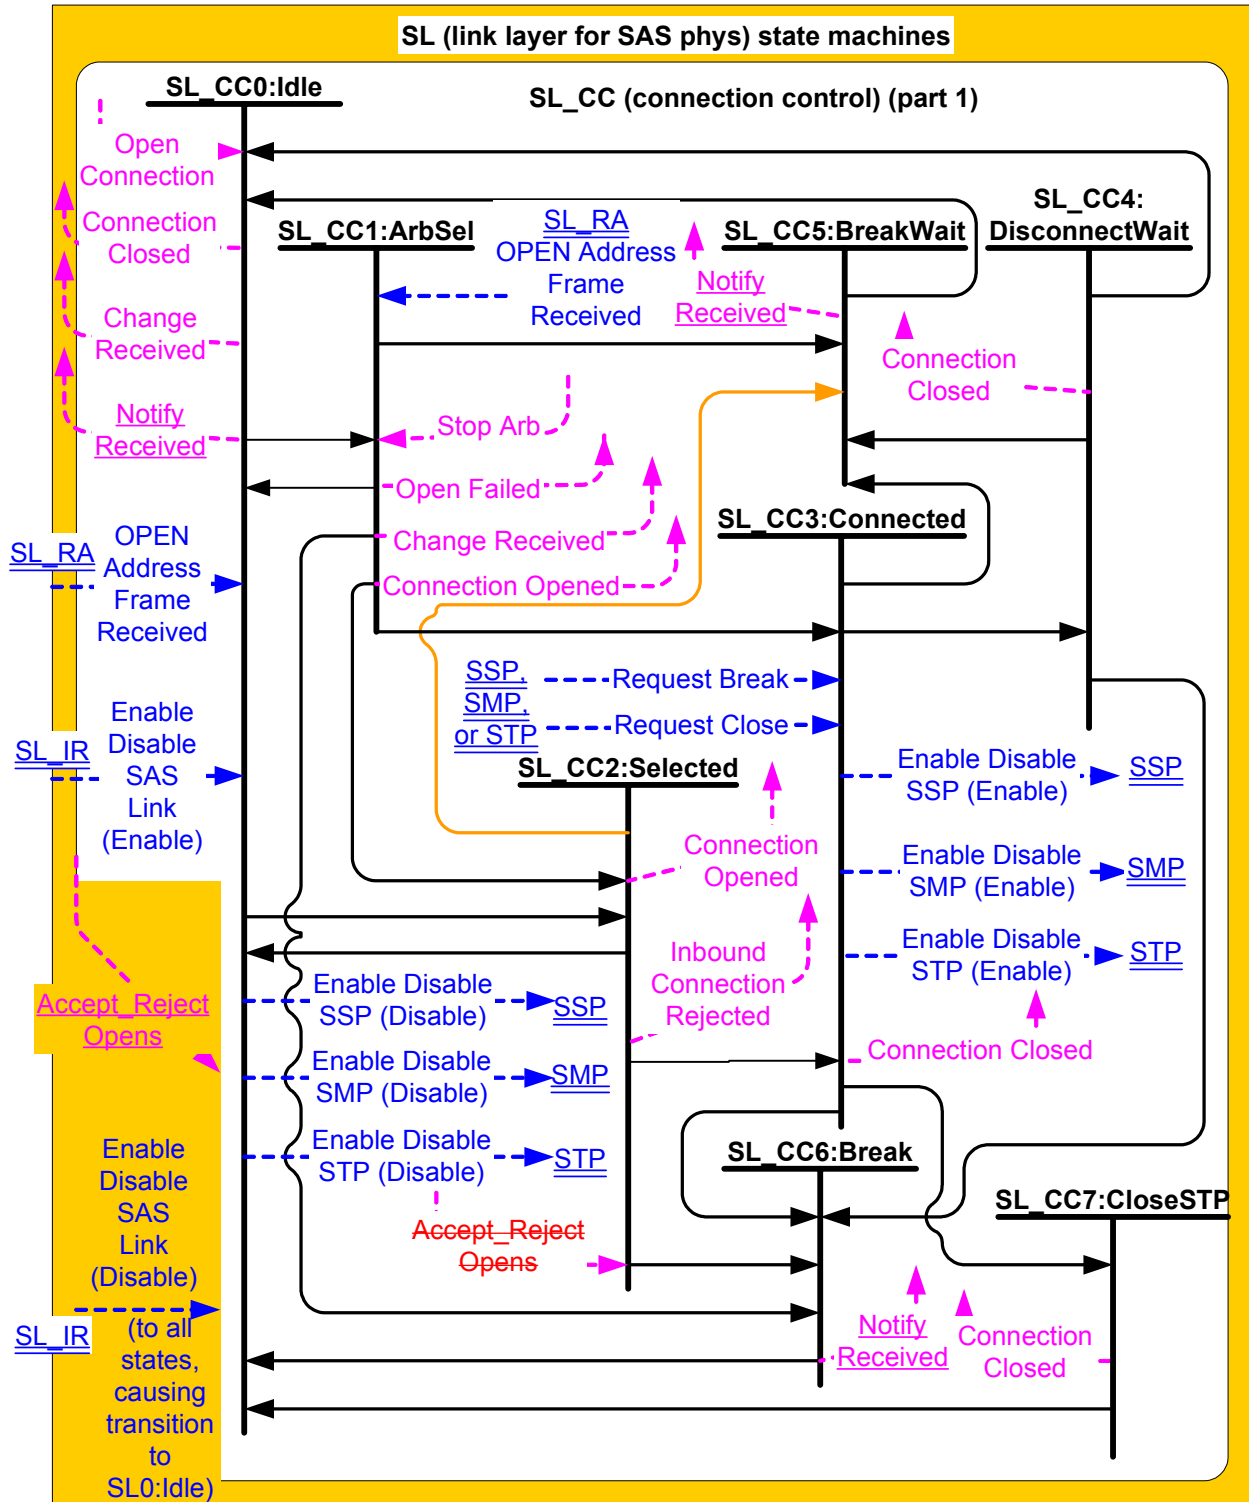 SL (link layer for SAS phys) state machines
SL_CC0:Idle
SL_CC (connection control) (part 1)
Open
Connection
Connection
Closed
Change
Received
Notify
Received
SL_CC1:ArbSel
SL_RA
OPEN Address
Frame
Received
SL_CC5:BreakWait
Notify
Received
SL_CC4:
DisconnectWait
Connection
Closed
Stop Arb
Open Failed
Change Received
Connection Opened
SL_CC3:Connected
SL_RA
OPEN
Address
Frame
Received
SSP,
SMP,
or STP
Request Break
Request Close
SL_IR
Enable
Disable
SAS
Link
(Enable)
SL_CC2:Selected
Enable Disable
SSP (Enable)
SSP
Connection
Opened
Enable Disable
SMP (Enable)
SMP
Inbound
Connection
Rejected
Enable Disable
STP (Enable)
STP
Accept_Reject
Opens
Enable Disable
SSP (Disable)
SSP
Connection Closed
Enable Disable
SMP (Disable)
SMP
Enable Disable
STP (Disable)
STP
SL_CC6:Break
SL_CC7:CloseSTP
Accept_Reject
Opens
Enable
Disable
SAS
Link
(Disable)
SL_IR
(to all
states,
causing
transition
to
SL0:Idle)
Notify
Received
Connection
Closed